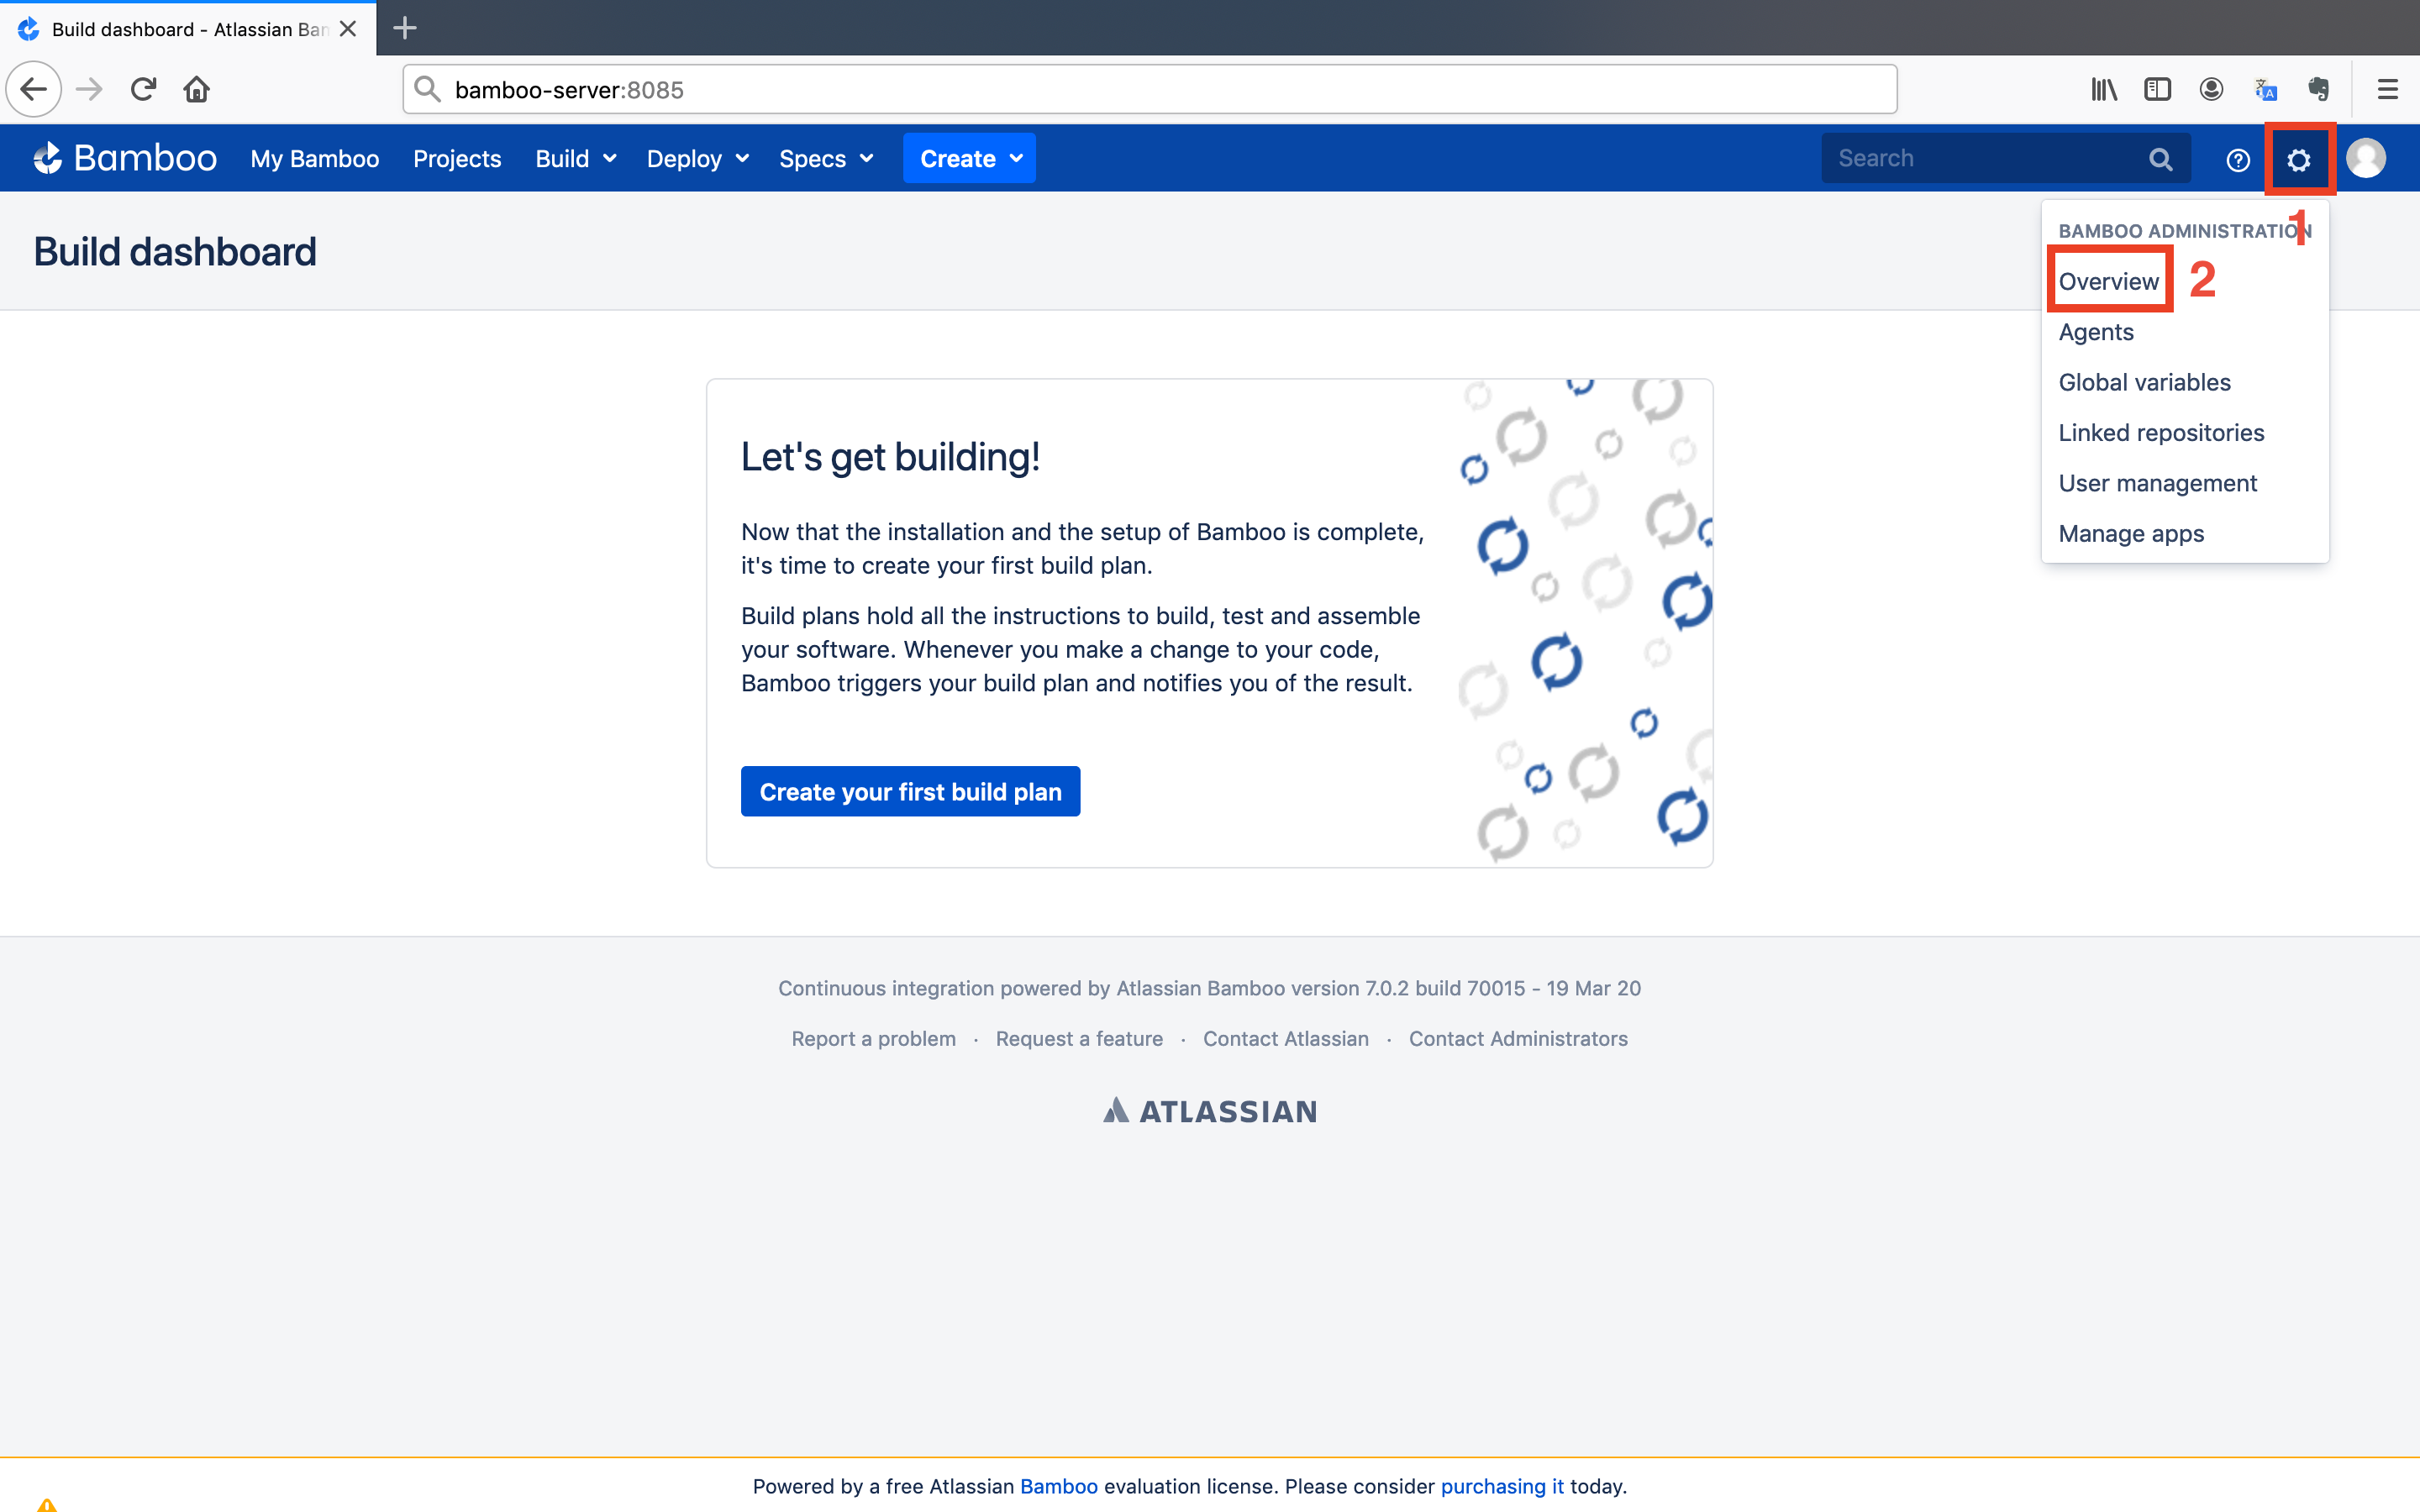 Build dashboard - Atlassian Bam
bamboo-server:8085
Bamboo My Bamboo Projects Build Deploy Specs Create Search
Build dashboard
BAMBOO ADMINISTRATION
1
Overview 2
Agents
Global variables
Linked repositories
User management
Manage apps
Let's get building!
Now that the installation and the setup of Bamboo is complete,
it's time to create your first build plan.
Build plans hold all the instructions to build, test and assemble
your software. Whenever you make a change to your code,
Bamboo triggers your build plan and notifies you of the result.
Create your first build plan
Continuous integration powered by Atlassian Bamboo version 7.0.2 build 70015 - 19 Mar 20
Report a problem · Request a feature · Contact Atlassian · Contact Administrators
ATLASSIAN
Powered by a free Atlassian Bamboo evaluation license. Please consider purchasing it today.